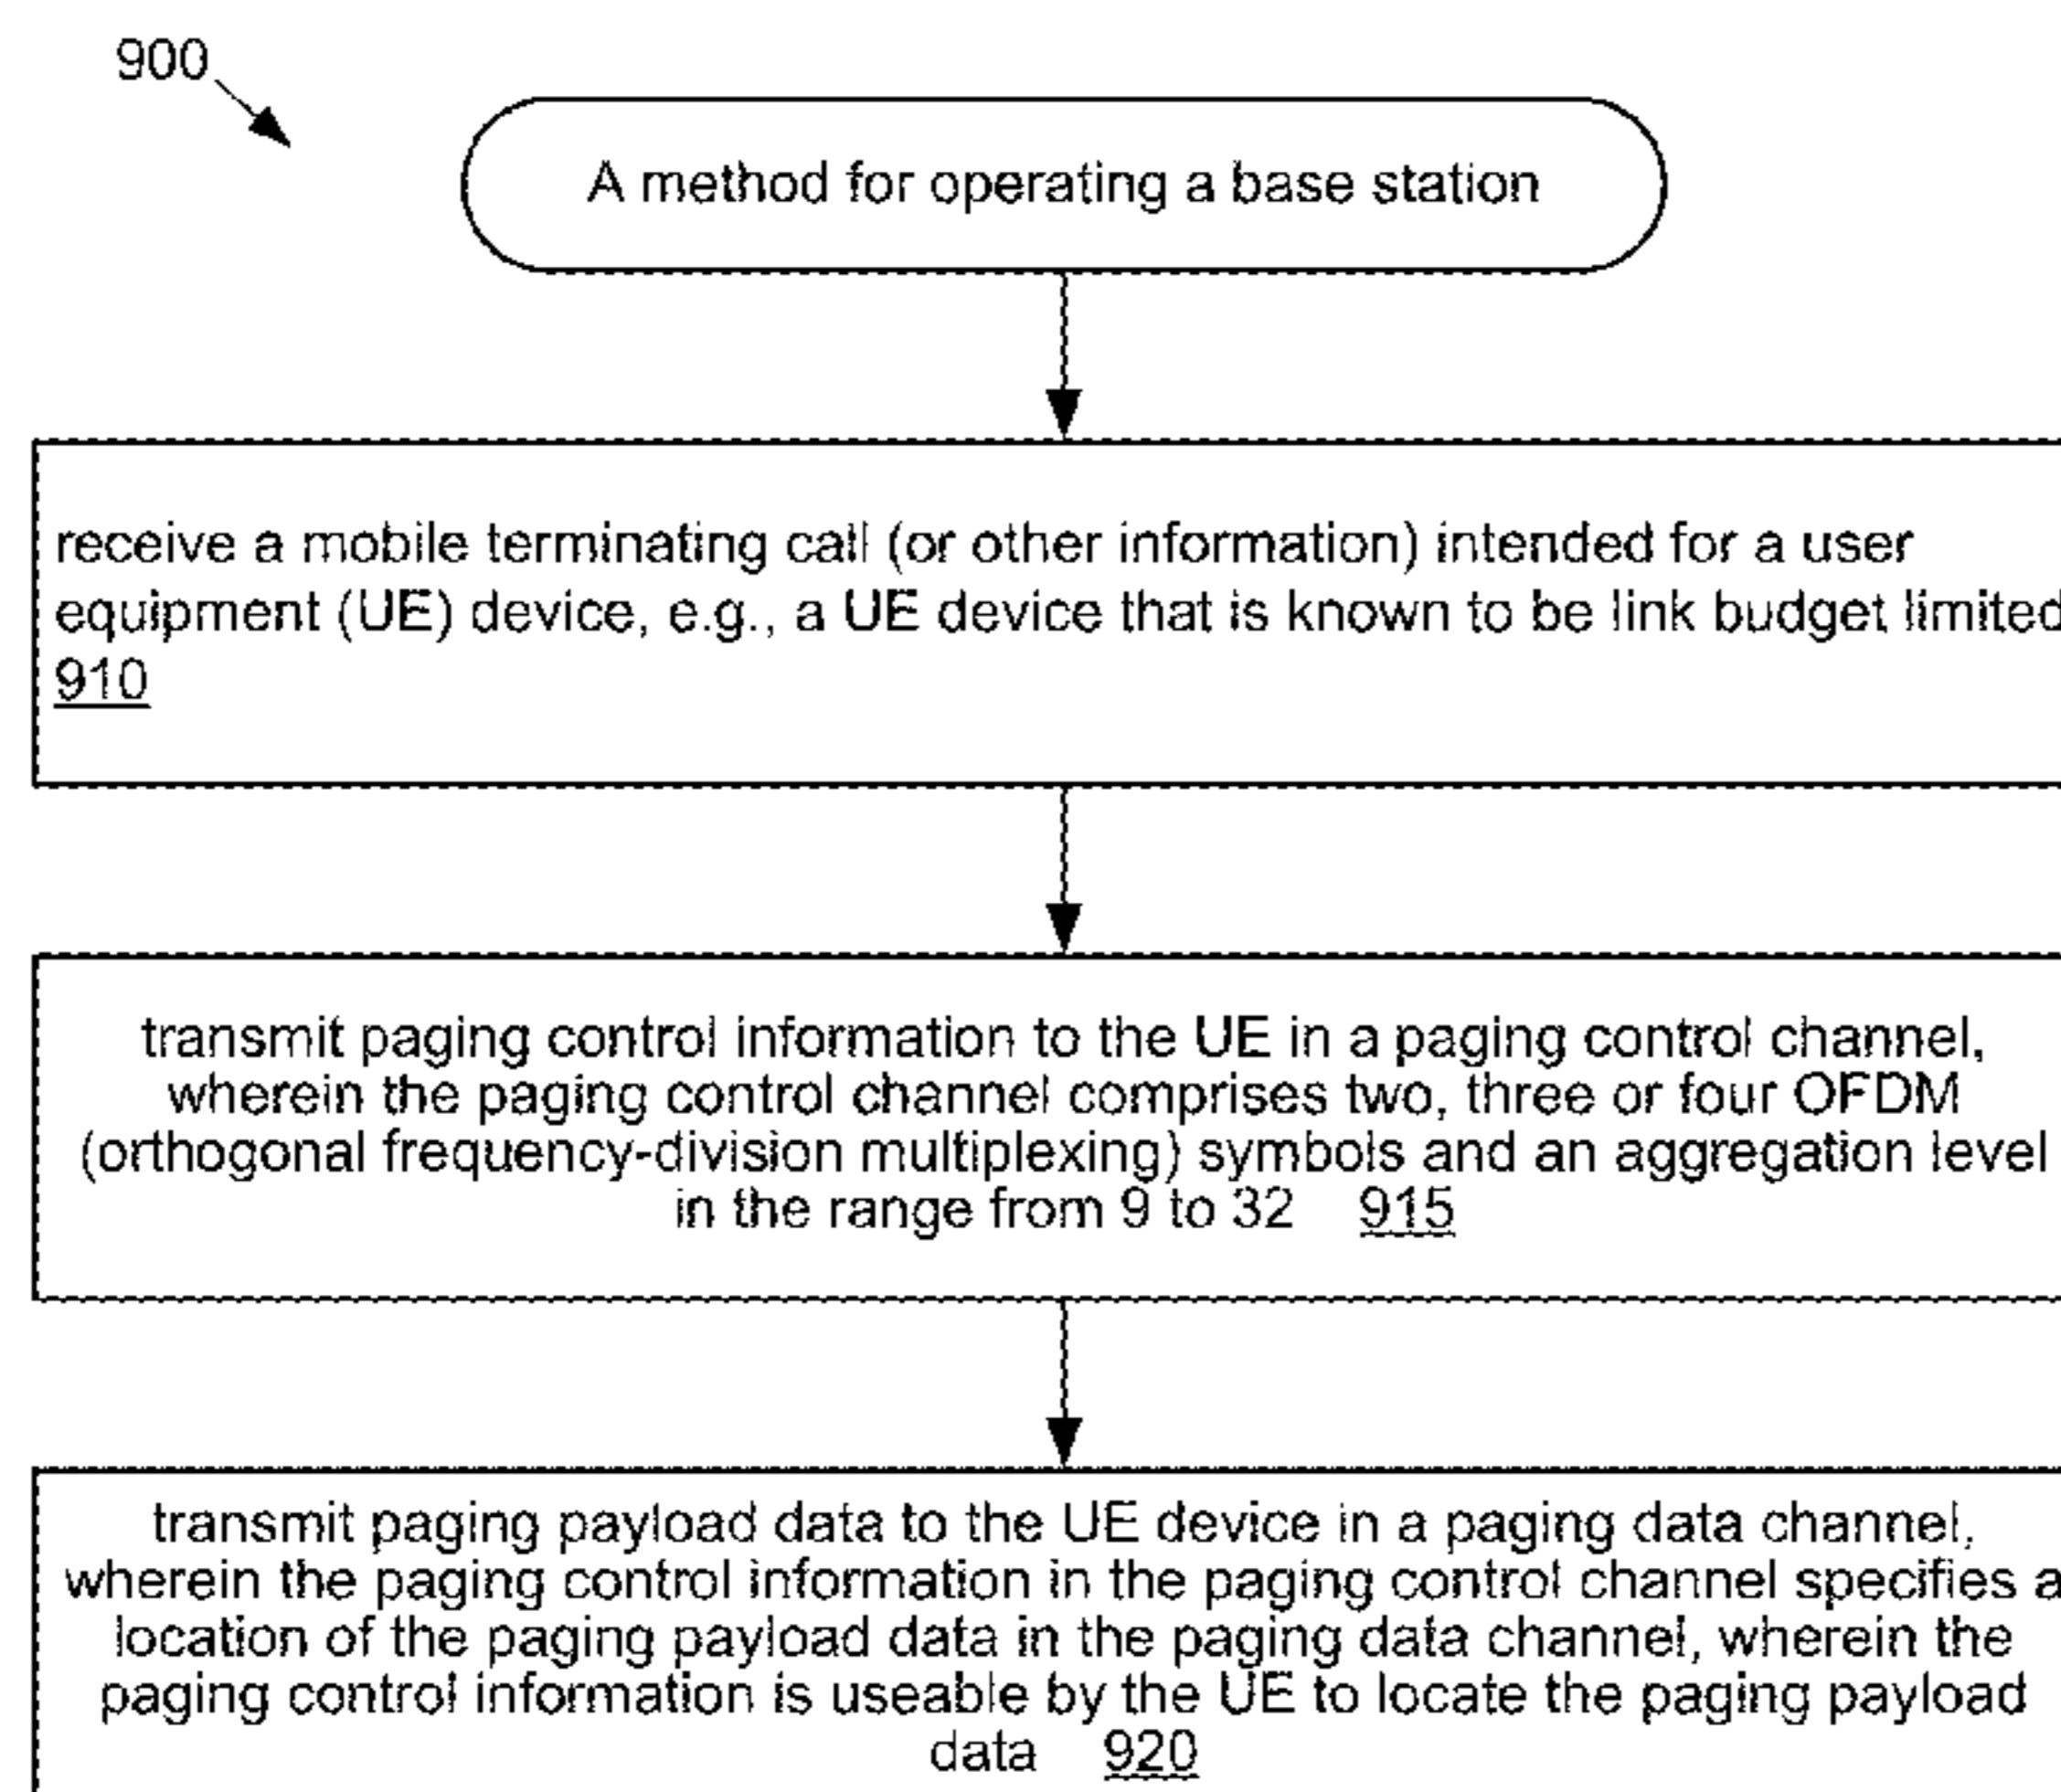 900
A method for operating a base station
receive a mobile terminating call (or other information) intended for a user
equipment (UE) device, e.g., a UE device that is known to be link budget limited
910
transmit paging control information to the UE in a paging control channel,
wherein the paging control channel comprises two, three or four OFDM
(orthogonal frequency-division multiplexing) symbols and an aggregation level
in the range from 9 to 32 915
transmit paging payload data to the UE device in a paging data channel,
wherein the paging control information in the paging control channel specifies a
location of the paging payload data in the paging data channel, wherein the
paging control information is useable by the UE to locate the paging payload
data 920